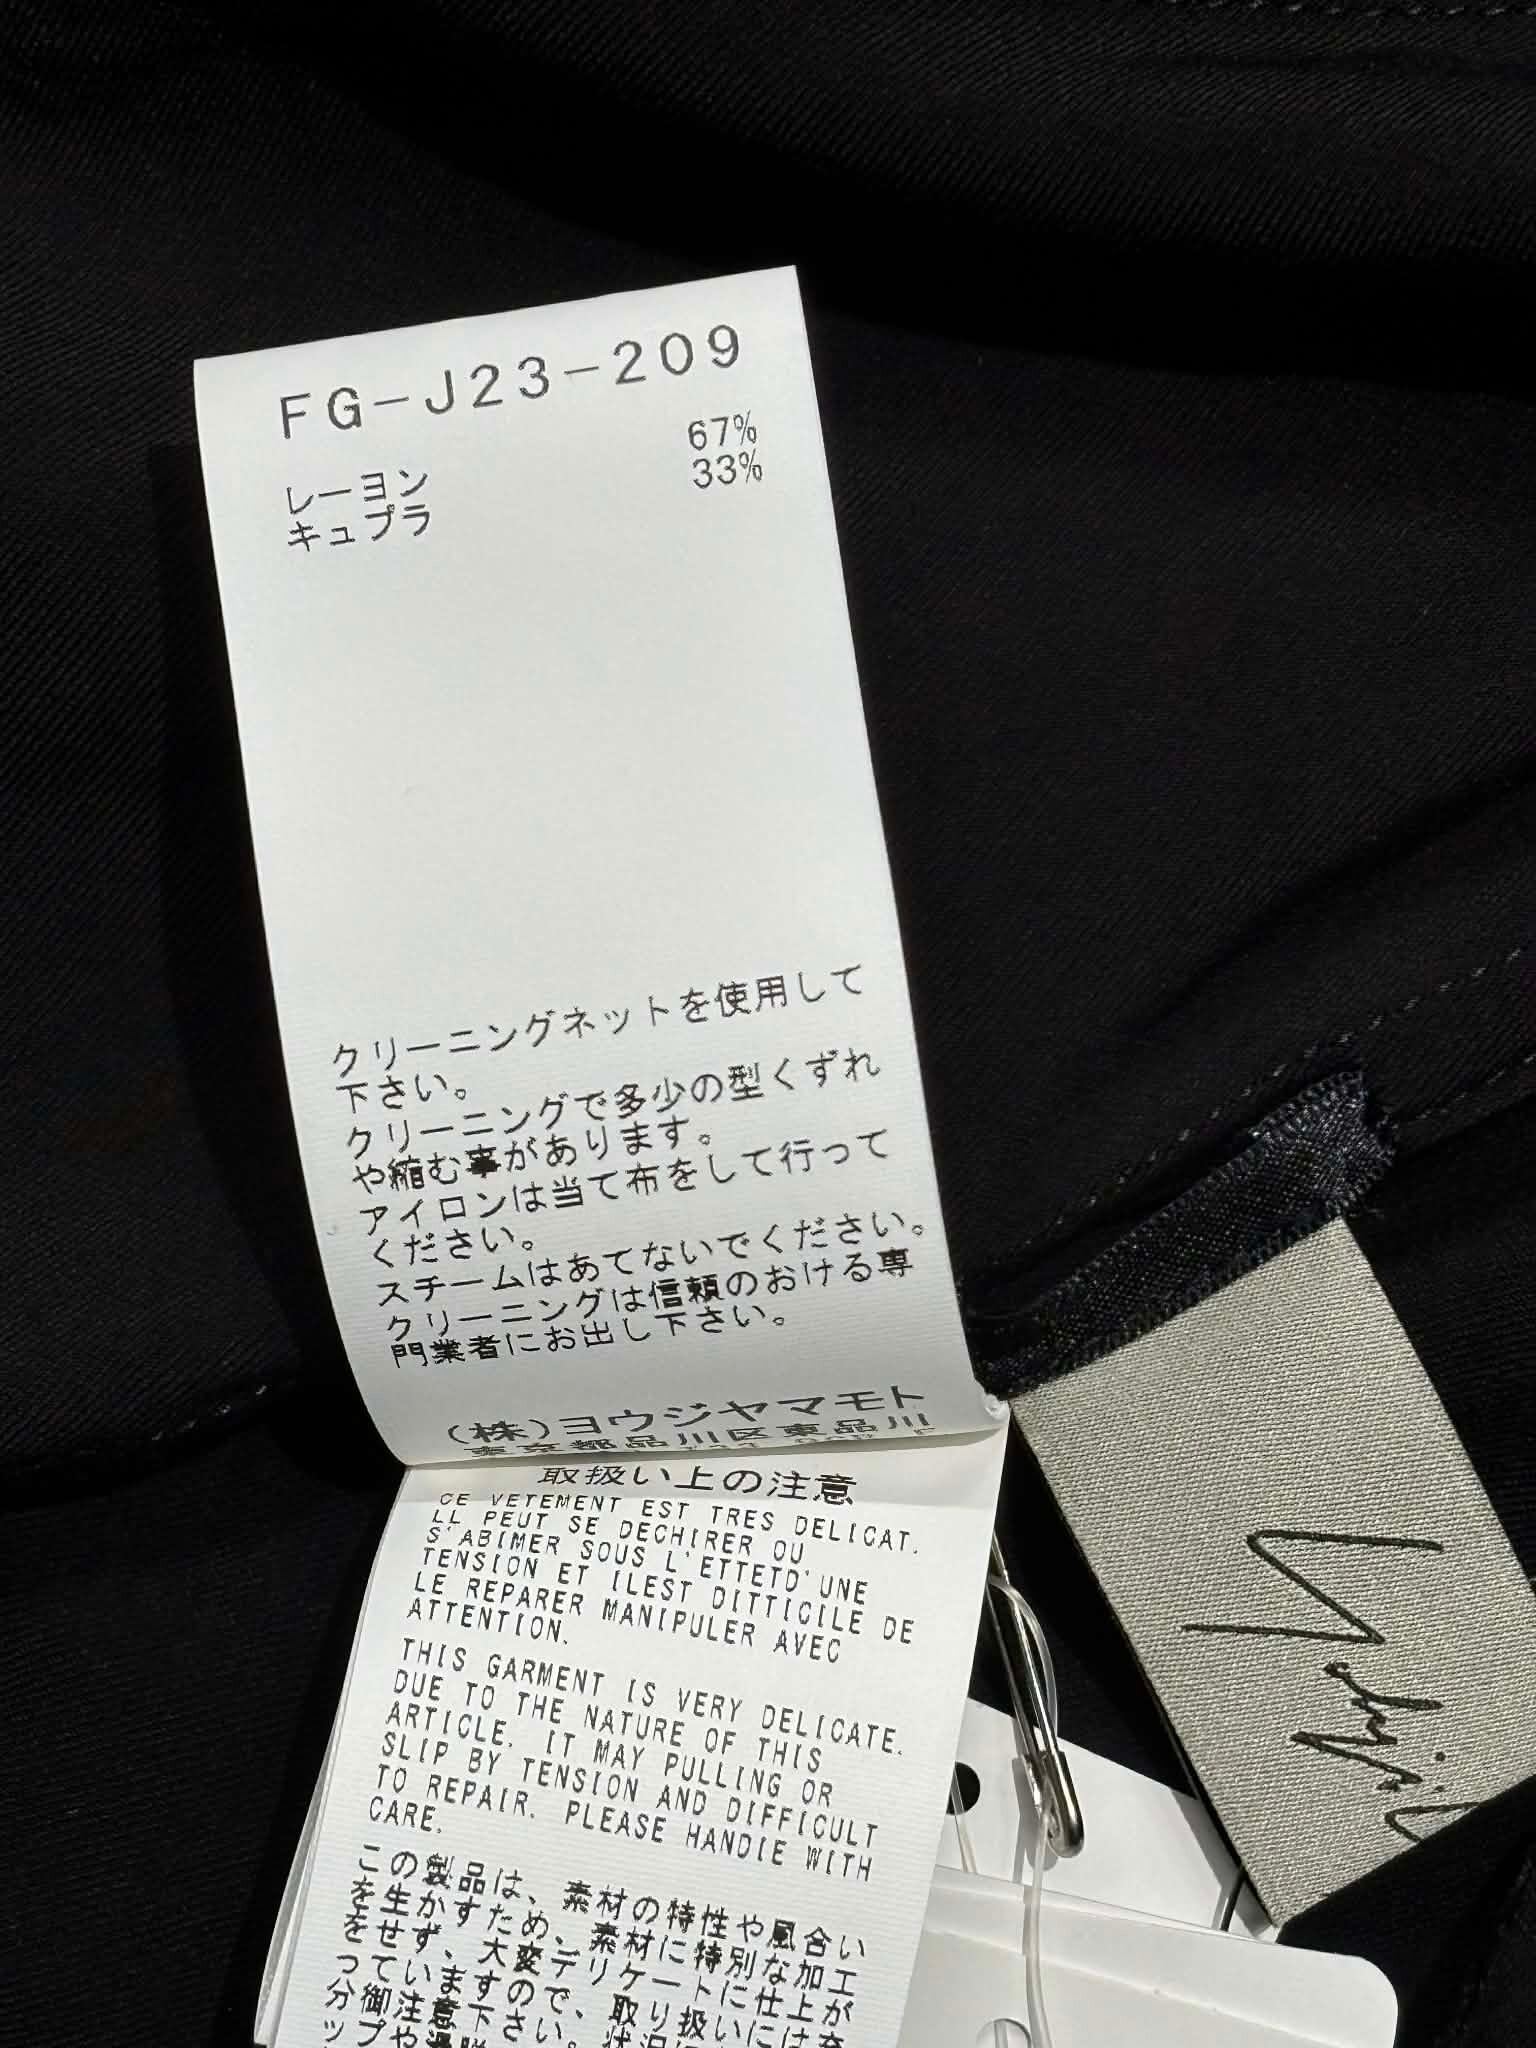 FG-J23-209
レーヨン 67%
キュプラ 33%
クリーニングネットを使用して
下さい。
クリーニングで多少の型くずれ
や縮む事があります。
アイロンは当て布をして行って
ください。
スチームはあてないでください。
クリーニングは信頼のおける専
門業者にお出し下さい。
(株)ヨウジヤマモト
東京都品川区東品川
取扱い上の注意
CE VETEMENT EST TRES DELICAT.
LL PEUT SE DECHIRER OU
S'ABIMER SOUS L'ETTETD'UNE
TENSION ET ILEST DITTICILE DE
LE REPARER MANIPULER AVEC
ATTENTION.
THIS GARMENT IS VERY DELICATE.
DUE TO THE NATURE OF THIS
ARTICLE. IT MAY PULLING OR
SLIP BY TENSION AND DIFFICULT
TO REPAIR. PLEASE HANDIE WITH
CARE.
この製品は、素材の特性や風合い
を生かすため、素材に特別な加工
をせず、大変デリケートに仕上が
っていますので、取り扱いには充
分御注意下さい。
ップや